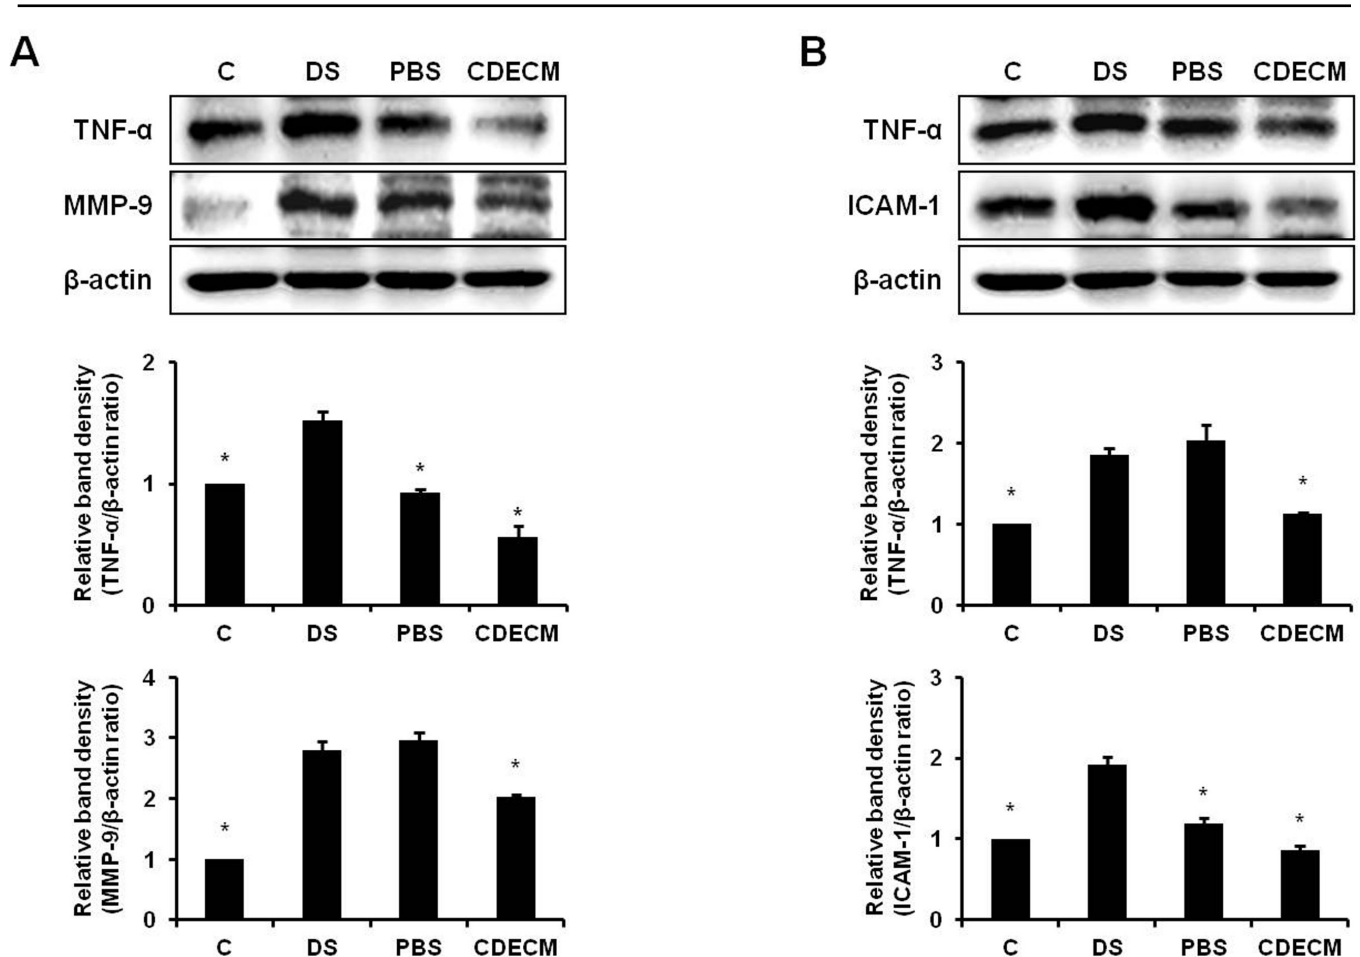 A
C DS PBS CDECM
TNF-α
MMP-9
β-actin
Relative band density
(TNF-α/β-actin ratio)
2
1
0
*
*
*
C DS PBS CDECM
Relative band density
(MMP-9/β-actin ratio)
4
3
2
1
0
*
*
C DS PBS CDECM
B
C DS PBS CDECM
TNF-α
ICAM-1
β-actin
Relative band density
(TNF-α/β-actin ratio)
3
2
1
0
*
*
C DS PBS CDECM
Relative band density
(ICAM-1/β-actin ratio)
3
2
1
0
*
*
*
C DS PBS CDECM